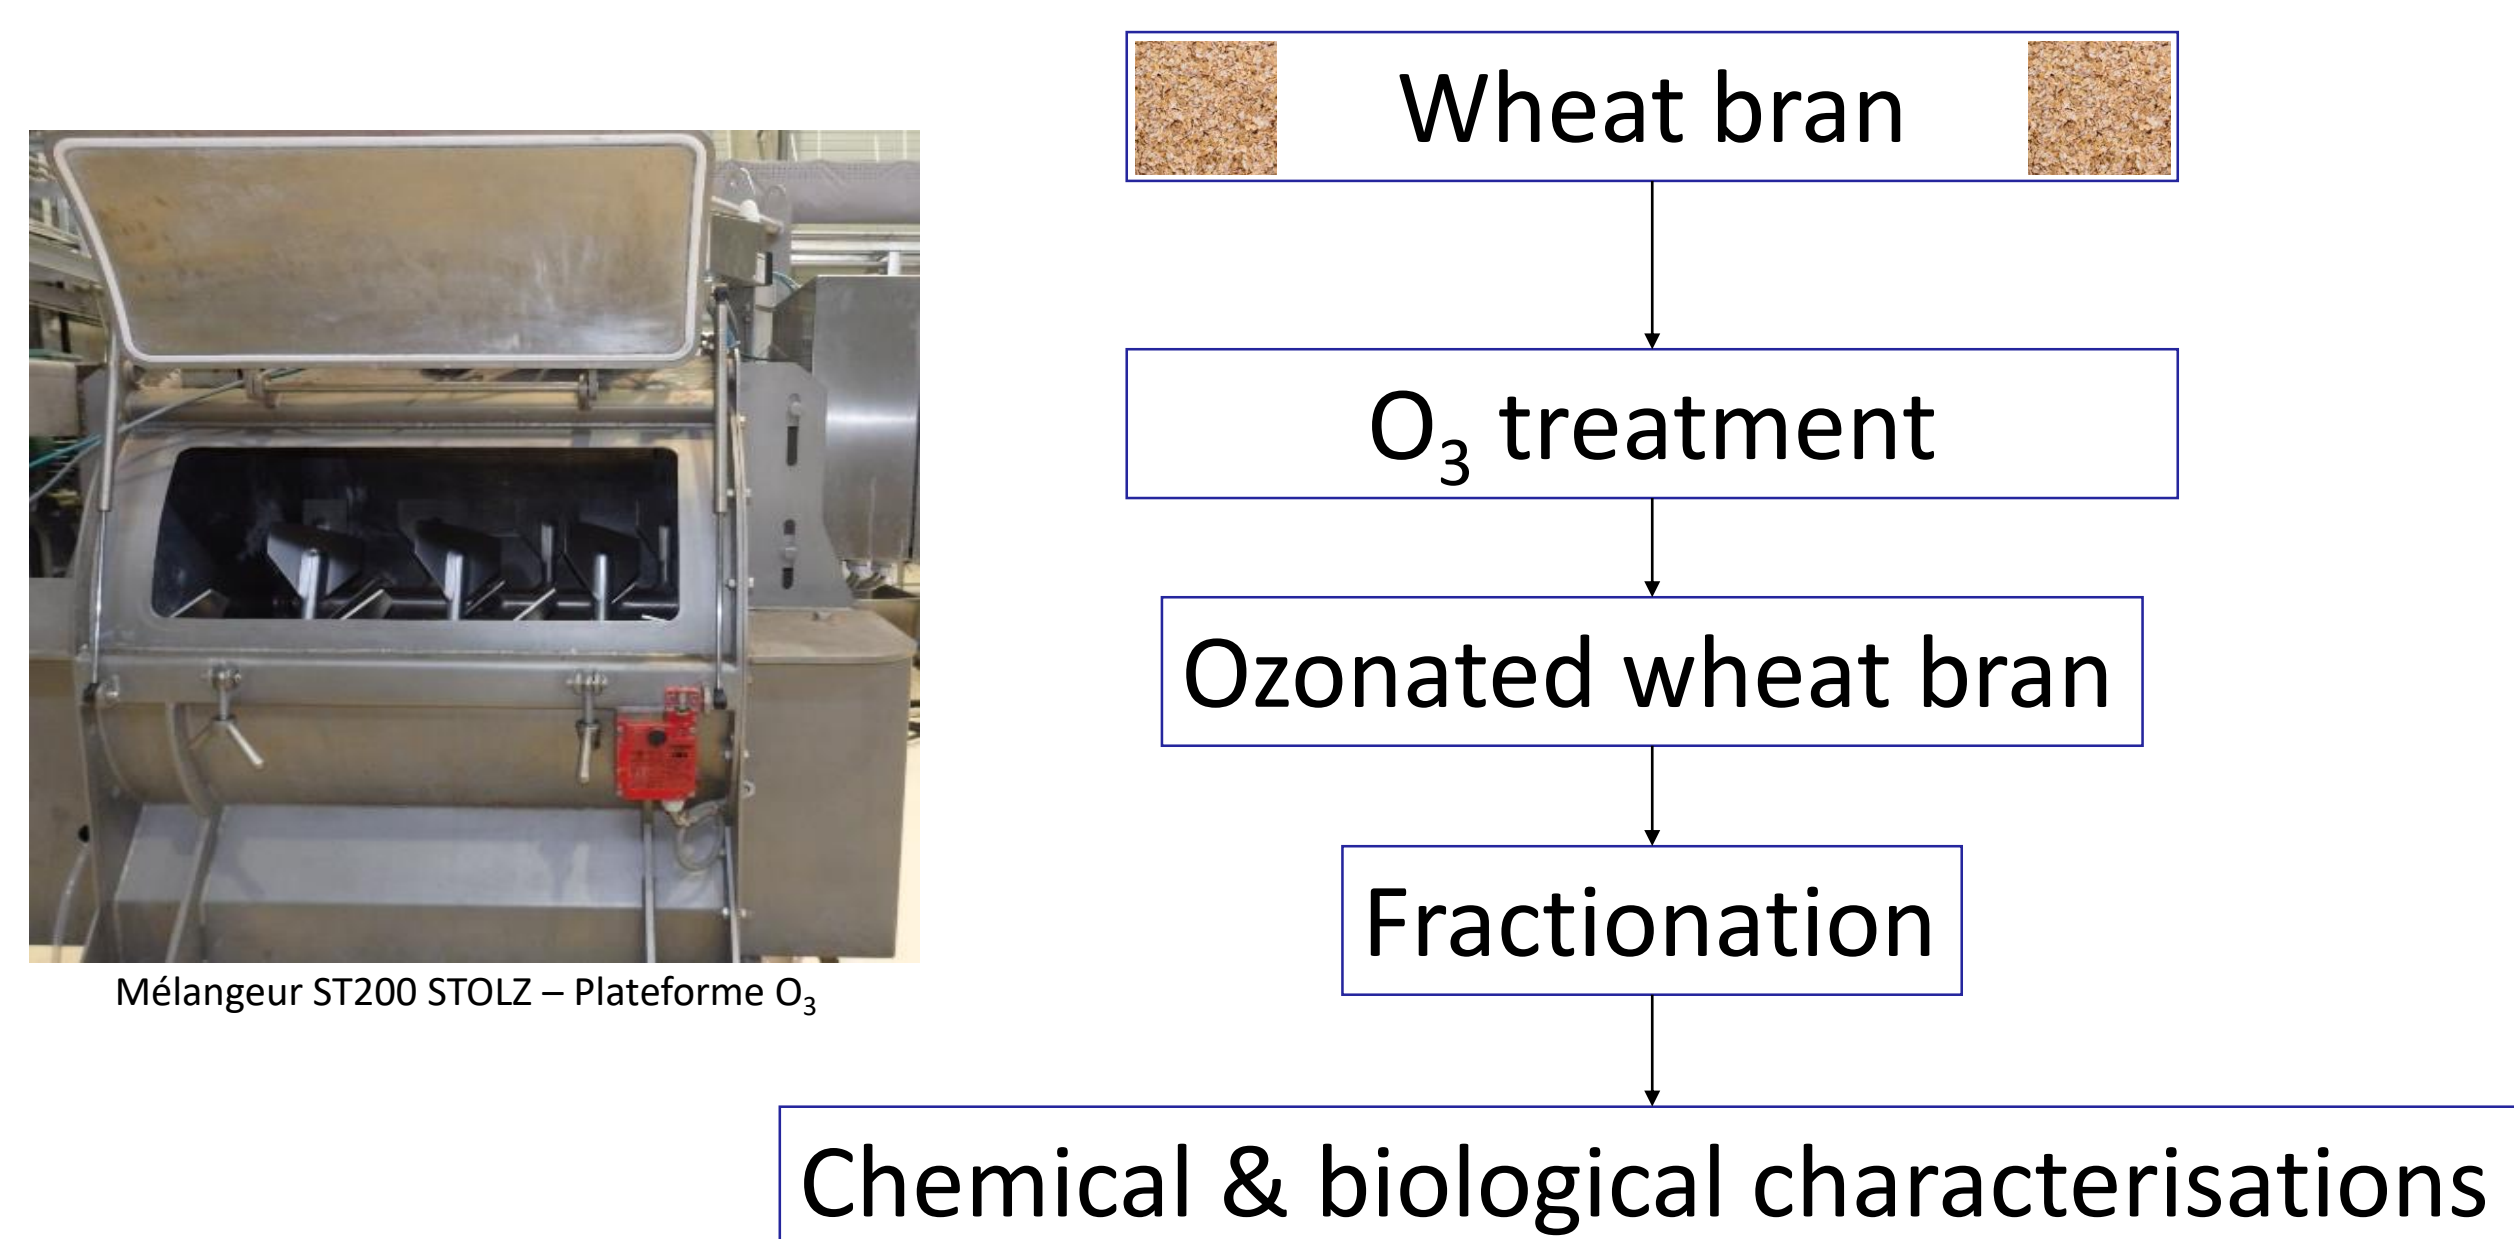 Wheat bran
O₃ treatment
Ozonated wheat bran
Fractionation
Chemical & biological characterisations
Mélangeur ST200 STOLZ – Plateforme O₃